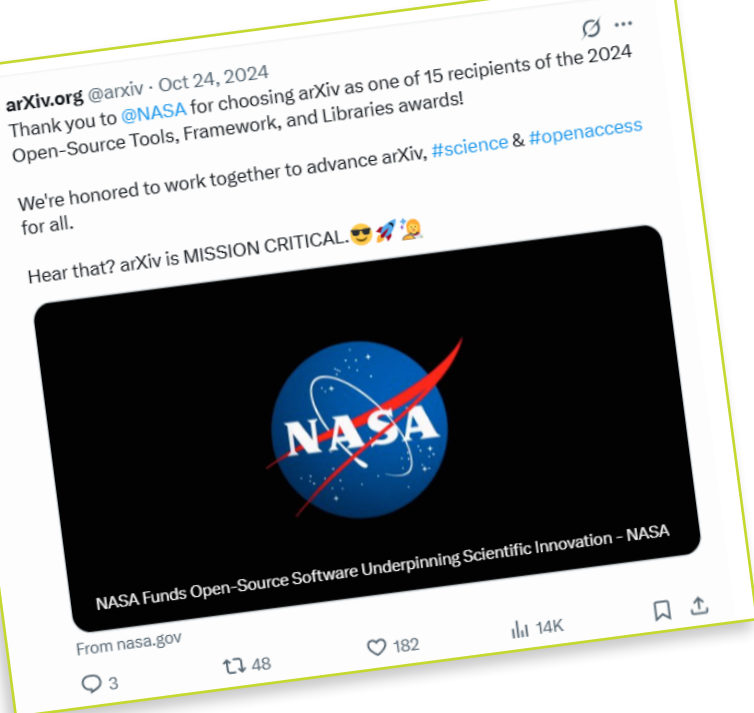 arXiv.org @arxiv · Oct 24, 2024
Thank you to @NASA for choosing arXiv as one of 15 recipients of the 2024
Open-Source Tools, Framework, and Libraries awards!
We're honored to work together to advance arXiv, #science & #openaccess
for all.
Hear that? arXiv is MISSION CRITICAL.😎🚀🧑‍🚀
NASA
NASA Funds Open-Source Software Underpinning Scientific Innovation - NASA
From nasa.gov
3 48 182 14K